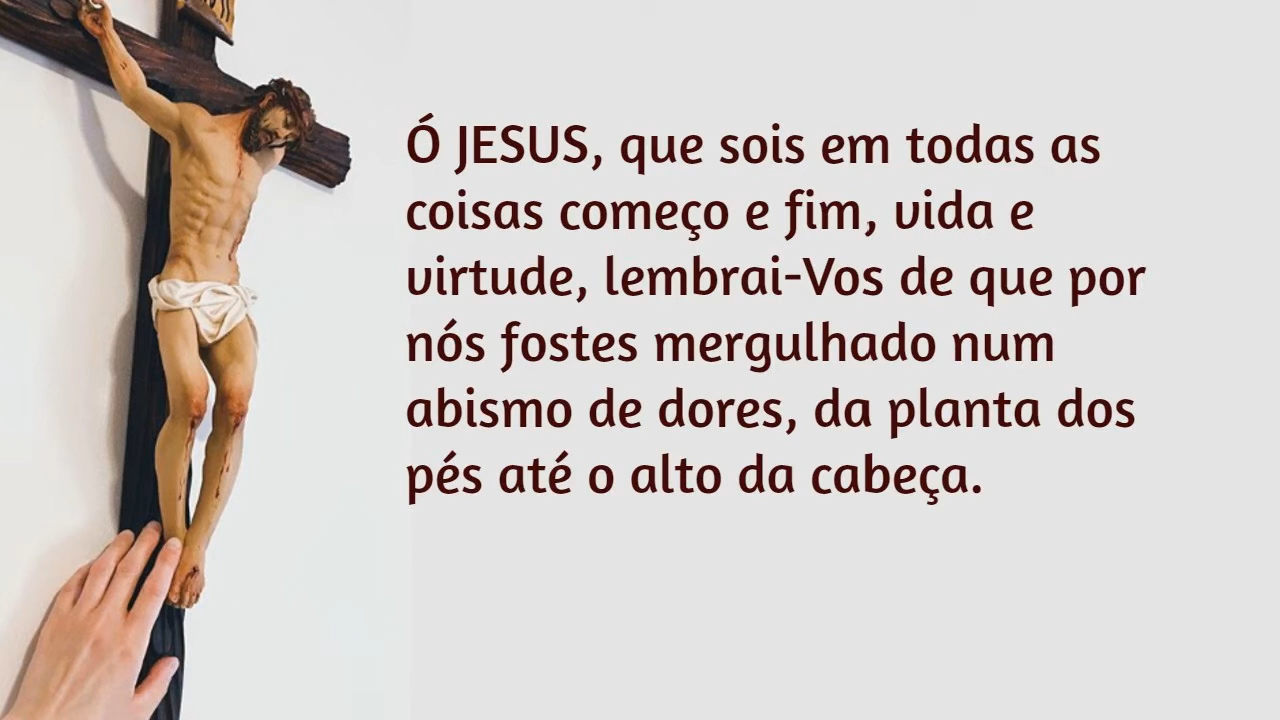 Ó JESUS, que sois em todas as
coisas começo e fim, vida e
virtude, lembrai-Vos de que por
nós fostes mergulhado num
abismo de dores, da planta dos
pés até o alto da cabeça.